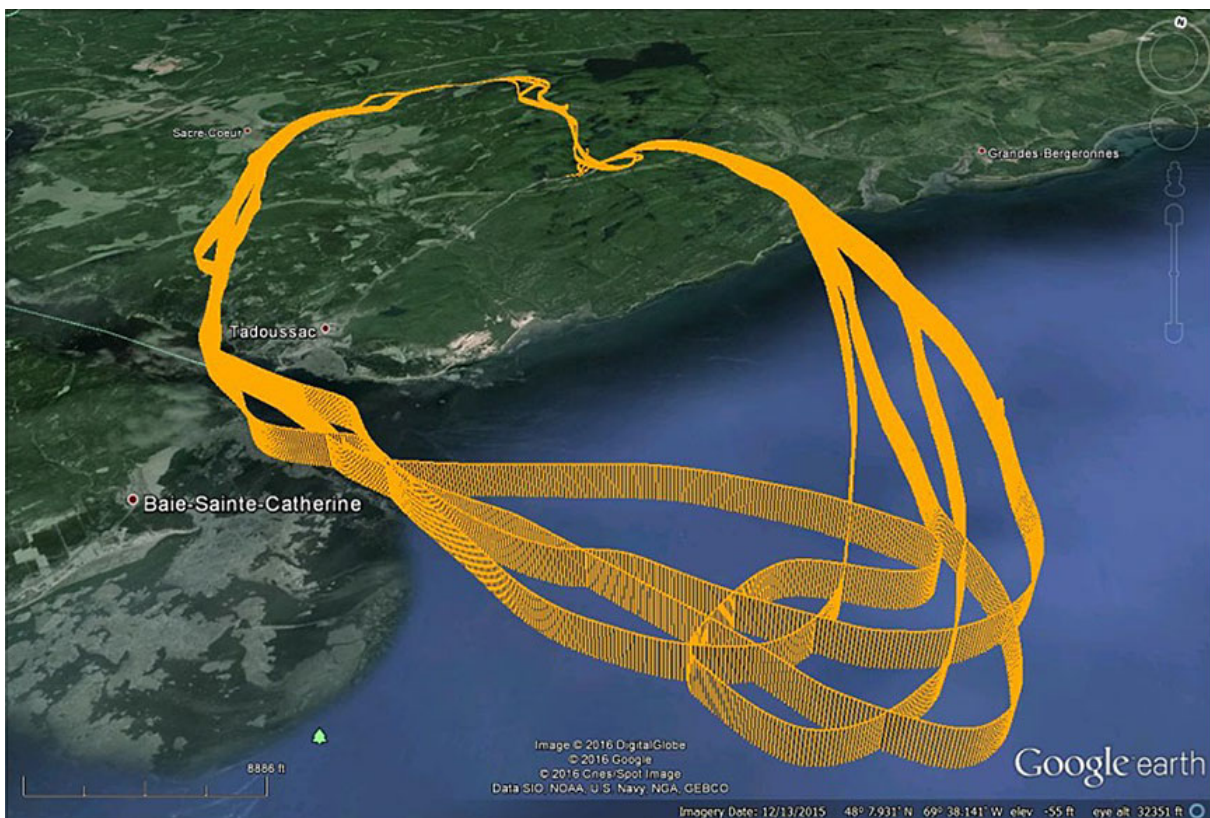 N
Sacre-Coeur
Grandes-Bergeronnes
Tadoussac
Baie-Sainte-Catherine
8886 ft
Image © 2016 DigitalGlobe
© 2016 Google
© 2016 Cnes/Spot Image
Data SIO, NOAA, U.S. Navy, NGA, GEBCO
Google earth
Imagery Date: 12/13/2015 48° 7.931' N 69° 38.141' W elev -55 ft eye alt 32351 ft